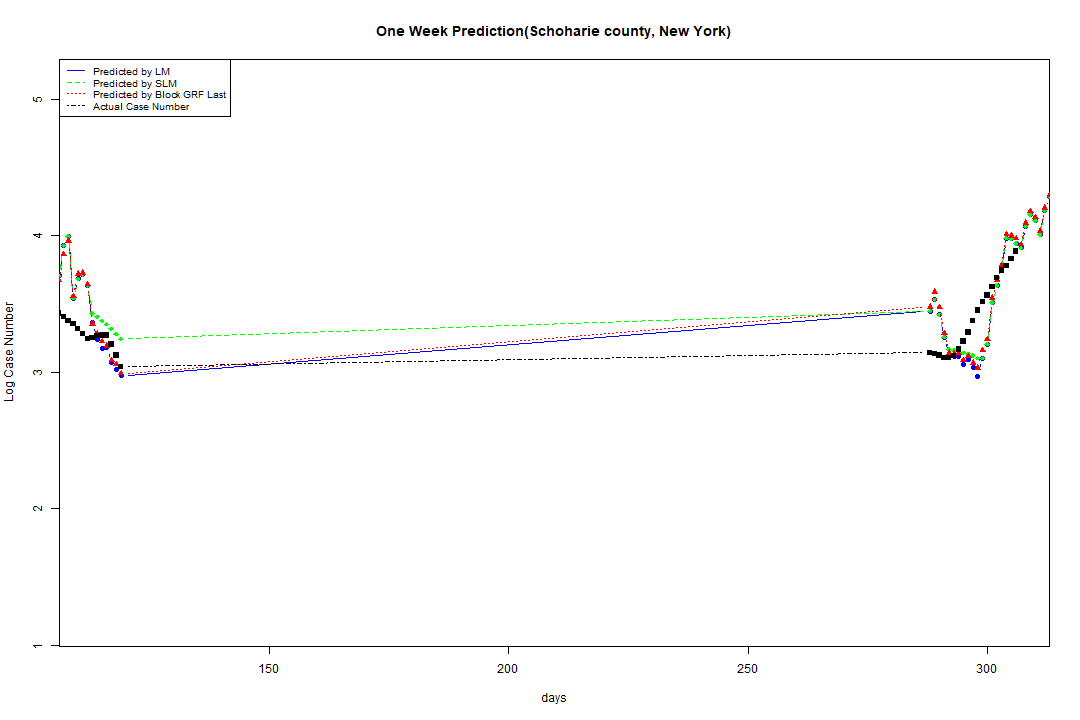 One Week Prediction(Schoharie county, New York)
Predicted by LM
Predicted by SLM
Predicted by Block GRF Last
Actual Case Number
5
4
3
2
1
Log Case Number
150
200
250
300
days